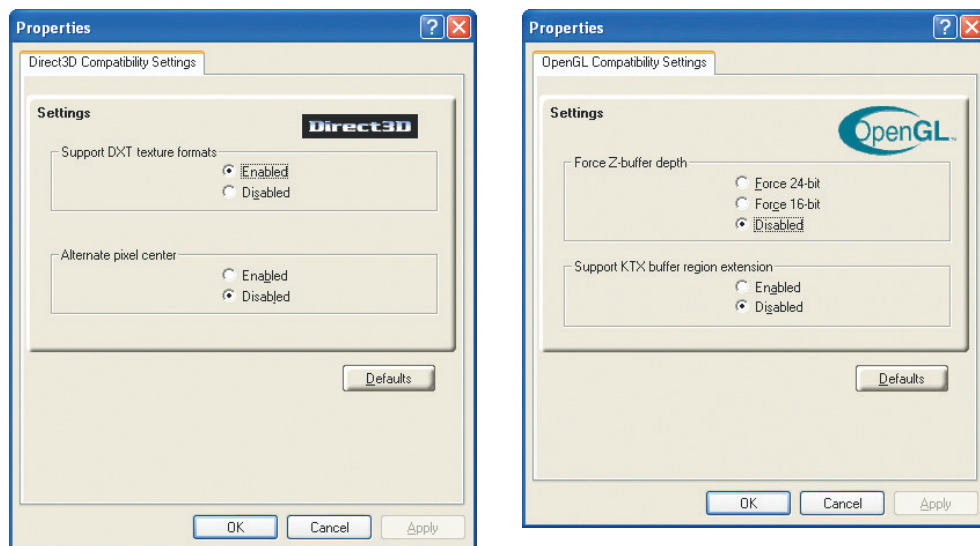 Properties
Direct3D Compatibility Settings
Settings
Direct3D
Support DXT texture formats
Enabled
Disabled
Alternate pixel center
Enabled
Disabled
Defaults
OK Cancel Apply
Properties
OpenGL Compatibility Settings
Settings
OpenGL
Force Z-buffer depth
Force 24-bit
Force 16-bit
Disabled
Support KTX buffer region extension
Enabled
Disabled
Defaults
OK Cancel Apply